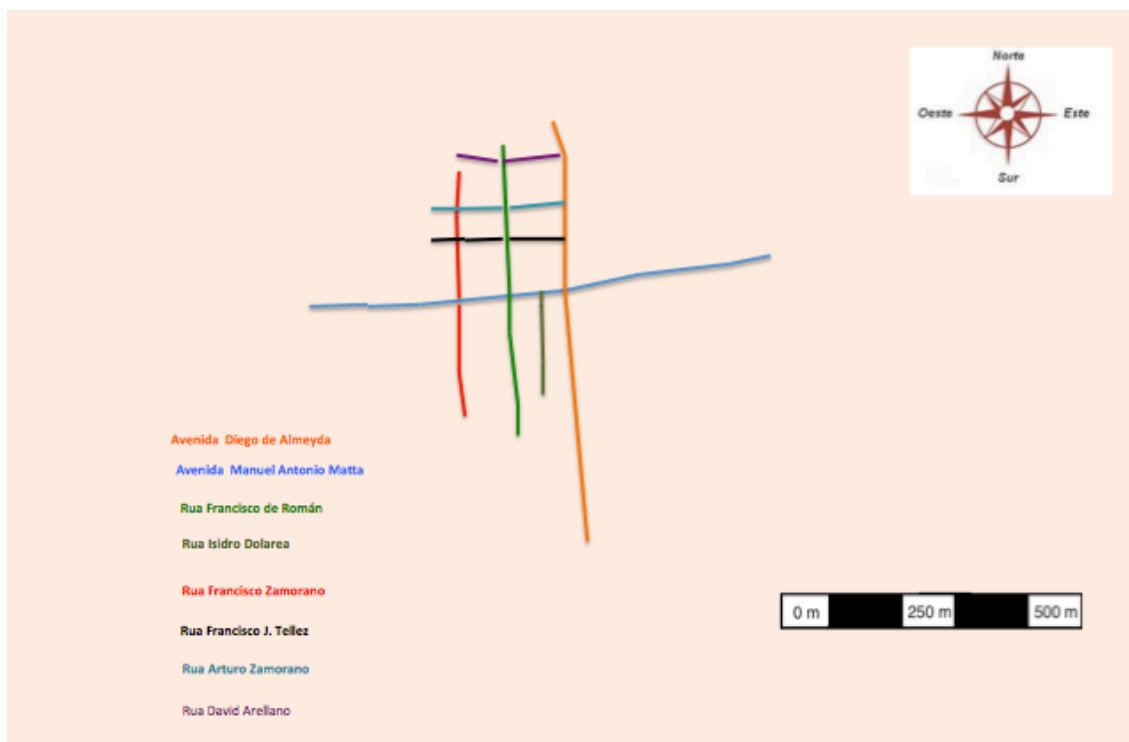 Norte
Oeste
Este
Sur
Avenida Diego de Almeyda
Avenida Manuel Antonio Matta
Rua Francisco de Román
Rua Isidro Dolarea
Rua Francisco Zamorano
0 m 250 m 500 m
Rua Francisco J. Tellez
Rua Arturo Zamorano
Rua David Arellano